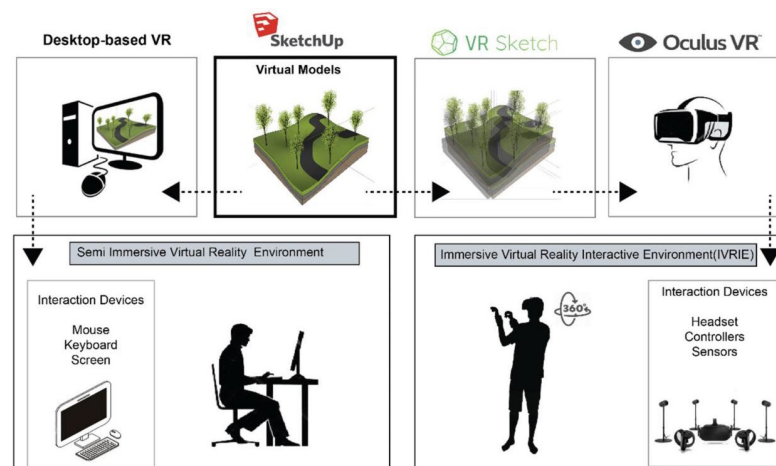 Desktop-based VR
SketchUp
VR Sketch
Oculus VR™
Virtual Models
Semi Immersive Virtual Reality Environment
Interaction Devices
Mouse
Keyboard
Screen
Immersive Virtual Reality Interactive Environment(IVRIE)
360°
Interaction Devices
Headset
Controllers
Sensors